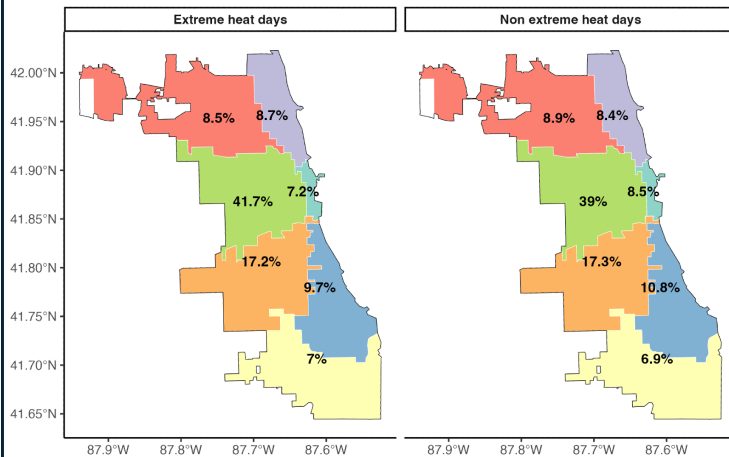 Extreme heat days
Non extreme heat days
42.00°N
41.95°N
41.90°N
41.85°N
41.80°N
41.75°N
41.70°N
41.65°N
8.5%
8.7%
7.2%
41.7%
17.2%
9.7%
7%
8.9%
8.4%
8.5%
39%
17.3%
10.8%
6.9%
87.9°W
87.8°W
87.7°W
87.6°W
87.9°W
87.8°W
87.7°W
87.6°W